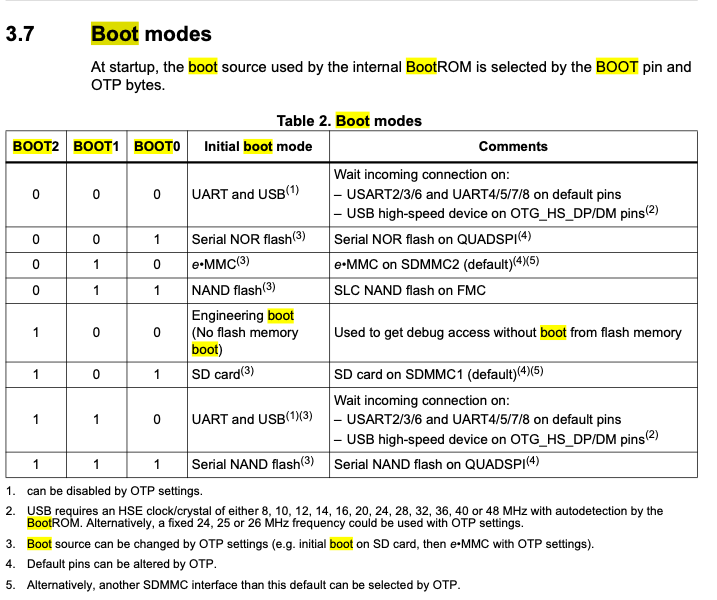 3.7 Boot modes
At startup, the boot source used by the internal BootROM is selected by the BOOT pin and
OTP bytes.
Table 2. Boot modes
BOOT2 BOOT1 BOOT0 Initial boot mode Comments
0 0 0 UART and USB(1) Wait incoming connection on:
– USART2/3/6 and UART4/5/7/8 on default pins
– USB high-speed device on OTG_HS_DP/DM pins(2)
0 0 1 Serial NOR flash(3) Serial NOR flash on QUADSPI(4)
0 1 0 e•MMC(3) e•MMC on SDMMC2 (default)(4)(5)
0 1 1 NAND flash(3) SLC NAND flash on FMC
1 0 0 Engineering boot
(No flash memory
boot) Used to get debug access without boot from flash memory
1 0 1 SD card(3) SD card on SDMMC1 (default)(4)(5)
1 1 0 UART and USB(1)(3) Wait incoming connection on:
– USART2/3/6 and UART4/5/7/8 on default pins
– USB high-speed device on OTG_HS_DP/DM pins(2)
1 1 1 Serial NAND flash(3) Serial NAND flash on QUADSPI(4)
1. can be disabled by OTP settings.
2. USB requires an HSE clock/crystal of either 8, 10, 12, 14, 16, 20, 24, 28, 32, 36, 40 or 48 MHz with autodetection by the
BootROM. Alternatively, a fixed 24, 25 or 26 MHz frequency could be used with OTP settings.
3. Boot source can be changed by OTP settings (e.g. initial boot on SD card, then e•MMC with OTP settings).
4. Default pins can be altered by OTP.
5. Alternatively, another SDMMC interface than this default can be selected by OTP.